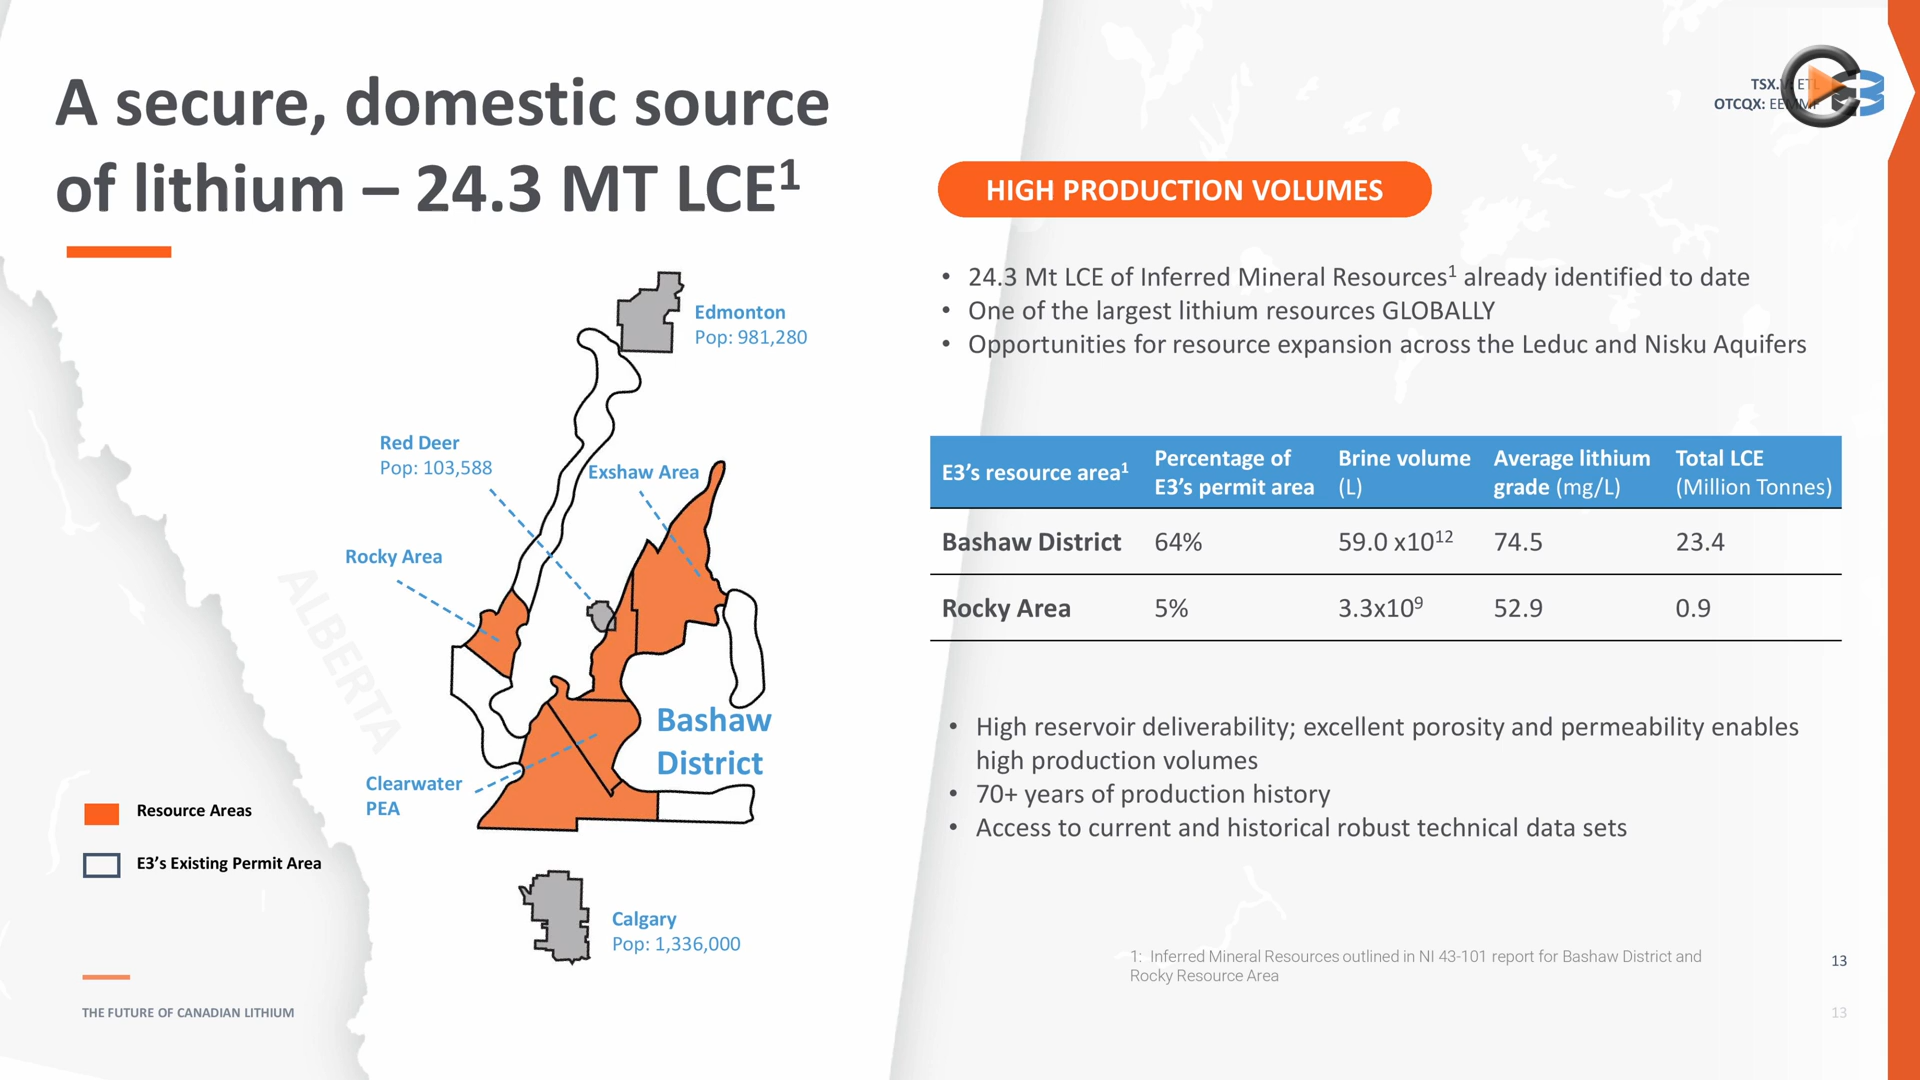 A secure, domestic source
of lithium – 24.3 MT LCE¹
TSX.V: ETL
OTCQX: EEMMF
HIGH PRODUCTION VOLUMES
• 24.3 Mt LCE of Inferred Mineral Resources¹ already identified to date
• One of the largest lithium resources GLOBALLY
• Opportunities for resource expansion across the Leduc and Nisku Aquifers
Edmonton
Pop: 981,280
Red Deer
Pop: 103,588
Exshaw Area
Rocky Area
ALBERTA
Bashaw
District
Clearwater
PEA
Calgary
Pop: 1,336,000
Resource Areas
E3’s Existing Permit Area
E3’s resource area¹ Percentage of E3’s permit area Brine volume (L) Average lithium grade (mg/L) Total LCE (Million Tonnes)
Bashaw District 64% 59.0 x10¹² 74.5 23.4
Rocky Area 5% 3.3x10⁹ 52.9 0.9
• High reservoir deliverability; excellent porosity and permeability enables
high production volumes
• 70+ years of production history
• Access to current and historical robust technical data sets
1: Inferred Mineral Resources outlined in NI 43-101 report for Bashaw District and
Rocky Resource Area
13
THE FUTURE OF CANADIAN LITHIUM
13